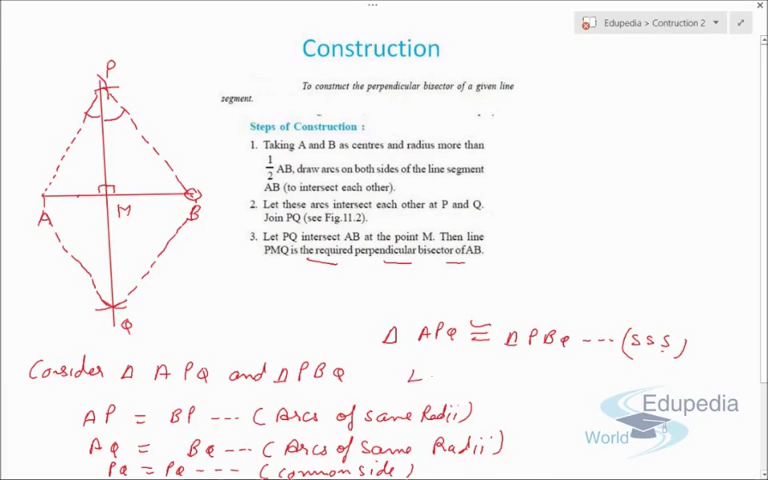 Edupedia > Contruction 2
Construction
To construct the perpendicular bisector of a given line
segment.
Steps of Construction :
1. Taking A and B as centres and radius more than
1/2 AB, draw arcs on both sides of the line segment
AB (to intersect each other).
2. Let these arcs intersect each other at P and Q.
Join PQ (see Fig.11.2).
3. Let PQ intersect AB at the point M. Then line
PMQ is the required perpendicular bisector of AB.
P
A
M
B
Q
Δ APQ ≅ Δ PBQ --- (SSS)
Consider Δ APQ and Δ PBQ
∠
AP = BP --- (Arcs of same Radii)
AQ = BQ --- (Arcs of Same Radii)
PQ = PQ ---- (common side)
Edupedia
World